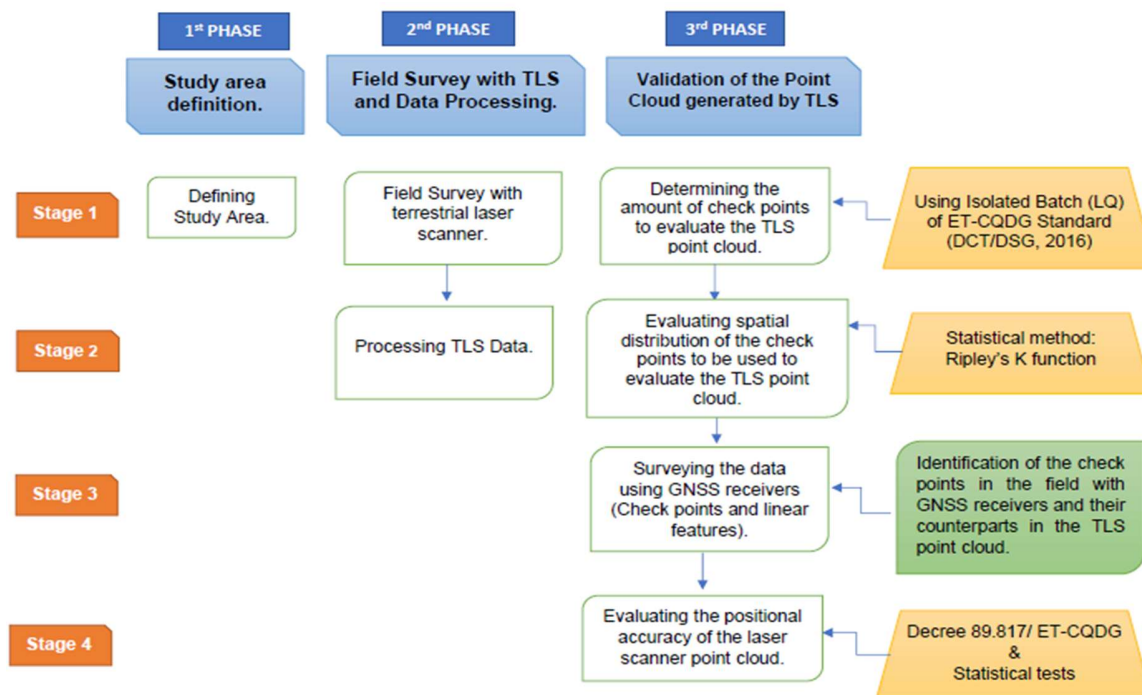 1st PHASE
2nd PHASE
3rd PHASE
Study area
definition.
Field Survey with TLS
and Data Processing.
Validation of the Point
Cloud generated by TLS
Stage 1
Defining
Study Area.
Field Survey with
terrestrial laser
scanner.
Determining the
amount of check points
to evaluate the TLS
point cloud.
Using Isolated Batch (LQ)
of ET-CQDG Standard
(DCT/DSG, 2016)
Stage 2
Processing TLS Data.
Evaluating spatial
distribution of the check
points to be used to
evaluate the TLS point
cloud.
Statistical method:
Ripley's K function
Stage 3
Surveying the data
using GNSS receivers
(Check points and linear
features).
Identification of the check
points in the field with
GNSS receivers and their
counterparts in the TLS
point cloud.
Stage 4
Evaluating the positional
accuracy of the laser
scanner point cloud.
Decree 89.817/ ET-CQDG
&
Statistical tests